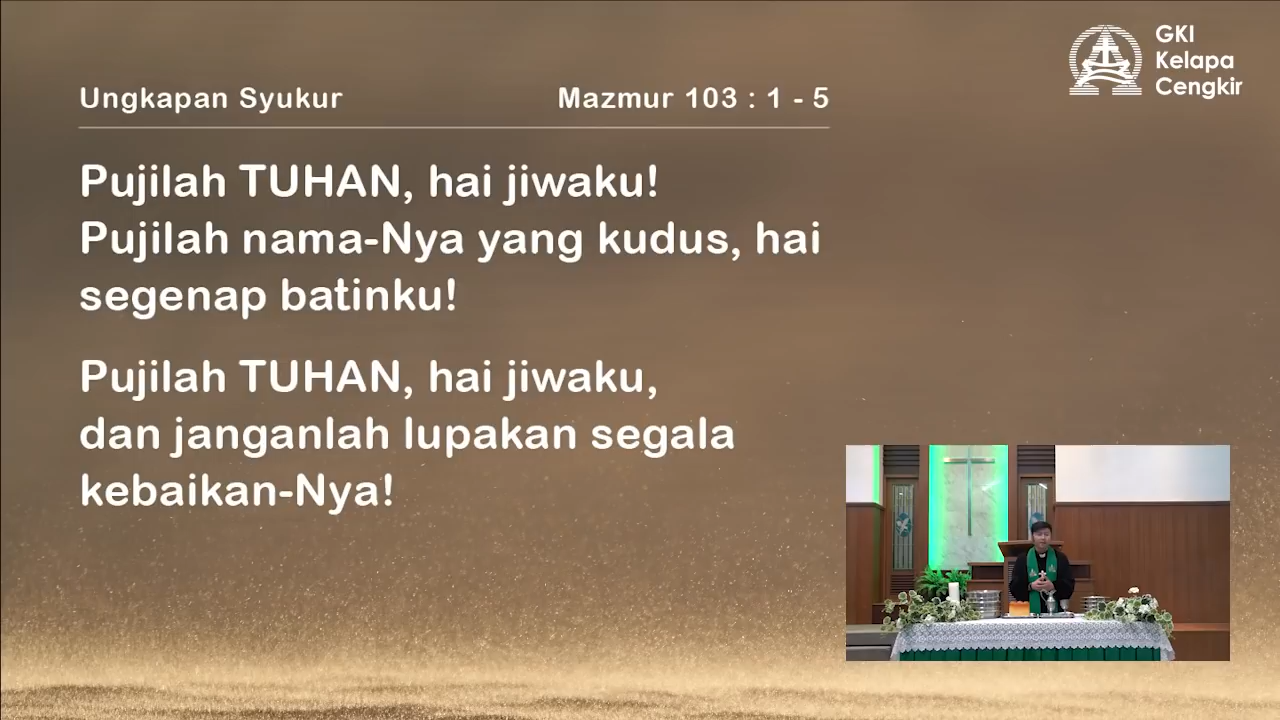 GKI
Kelapa
Cengkir
Ungkapan Syukur
Mazmur 103 : 1 - 5
Pujilah TUHAN, hai jiwaku!
Pujilah nama-Nya yang kudus, hai
segenap batinku!
Pujilah TUHAN, hai jiwaku,
dan janganlah lupakan segala
kebaikan-Nya!